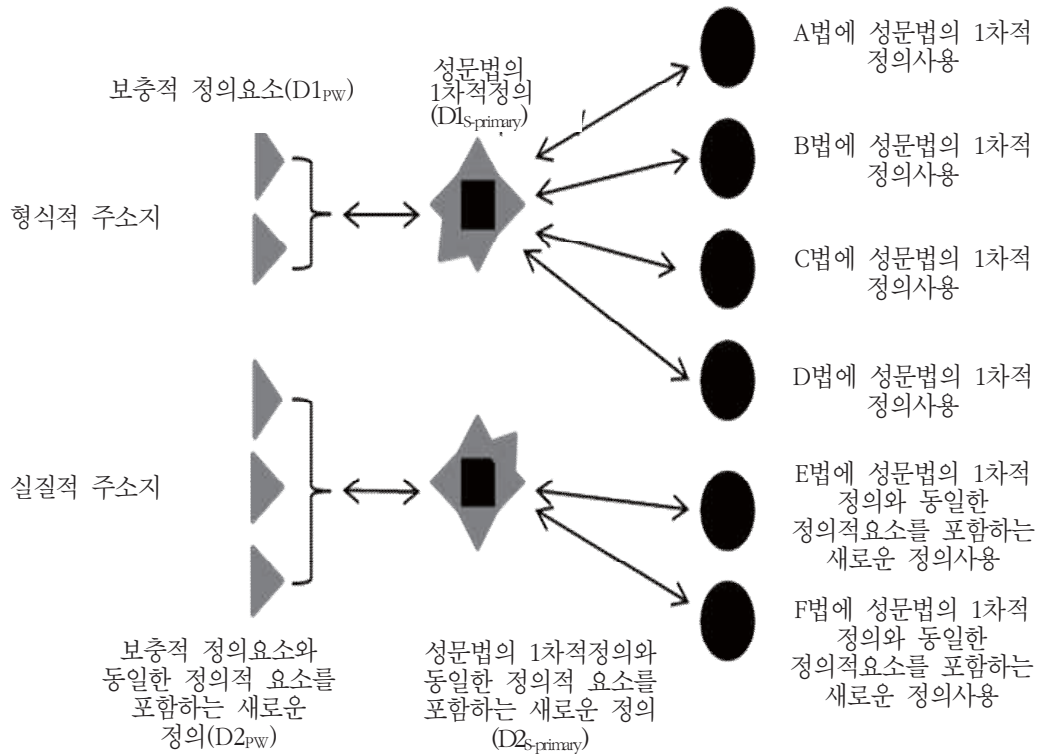 보충적 정의요소(D1PW)
성문법의
1차적정의
(D1S-primary)
형식적 주소지
A법에 성문법의 1차적
정의사용
B법에 성문법의 1차적
정의사용
C법에 성문법의 1차적
정의사용
D법에 성문법의 1차적
정의사용
실질적 주소지
E법에 성문법의 1차적
정의와 동일한
정의적요소를 포함하는
새로운 정의사용
F법에 성문법의 1차적
정의와 동일한
정의적요소를 포함하는
새로운 정의사용
보충적 정의요소와
동일한 정의적 요소를
포함하는 새로운
정의(D2PW)
성문법의 1차적정의와
동일한 정의적 요소를
포함하는 새로운 정의
(D2S-primary)